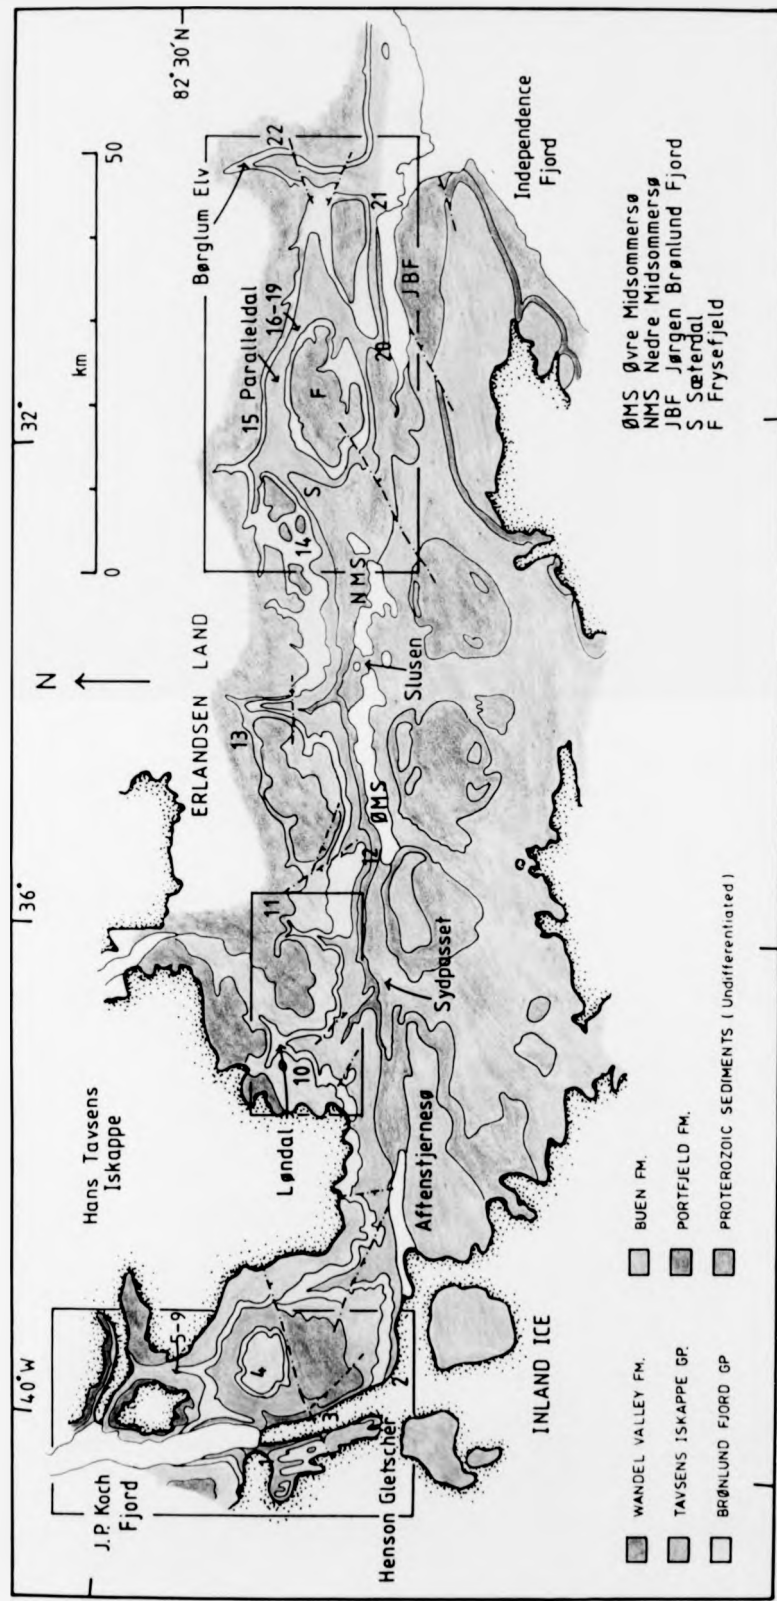 40°W
36°
32°
82°30'N
0
50
km
N
Hans Tavsens
Iskappe
ERLANDSEN LAND
J.P. Koch
Fjord
5-9
4
3
2
Løndal
10
11
12
13
14
15 Paralleldal
16-19
20
21
22
Børglum Elv
S
F
NMS
JBF
ØMS
Slusen
Sydpasset
Aftenstjernesø
Henson Gletscher
INLAND ICE
Independence
Fjord
ØMS Øvre Midsommersø
NMS Nedre Midsommersø
JBF Jørgen Brønlund Fjord
S Sæterdal
F Frysefjeld
WANDEL VALLEY FM.
TAVSENS ISKAPPE GP.
BRØNLUND FJORD GP
BUEN FM.
PORTFJELD FM.
PROTEROZOIC SEDIMENTS ( Undifferentiated )